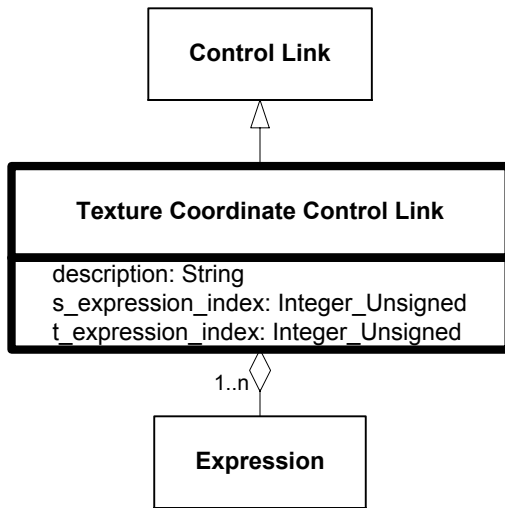 Control Link
Texture Coordinate Control Link
description: String
s_expression_index: Integer_Unsigned
t_expression_index: Integer_Unsigned
1..n
Expression